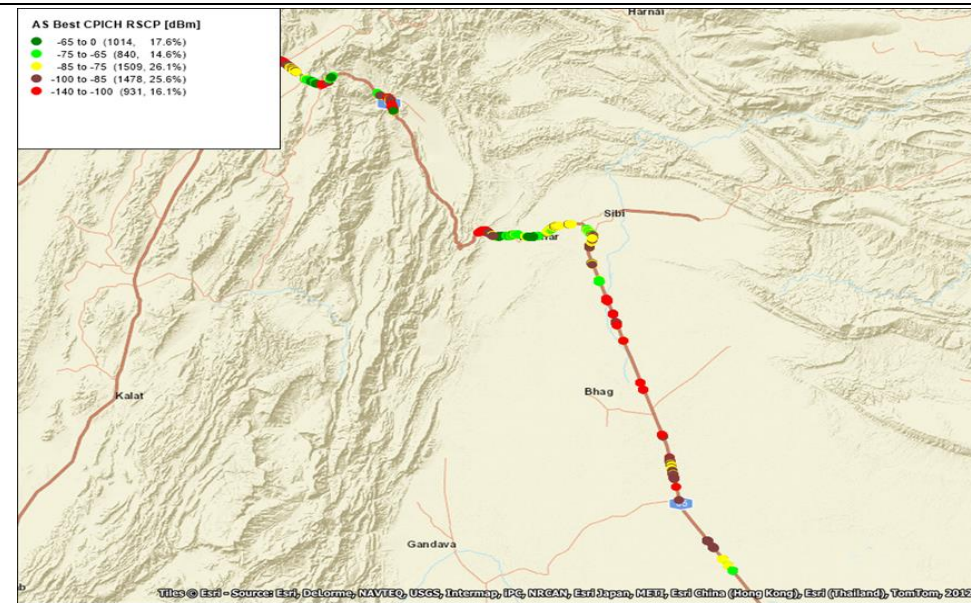 AS Best CPICH RSCP [dBm]
-65 to 0 (1014, 17.6%)
-75 to -65 (840, 14.6%)
-85 to -75 (1509, 26.1%)
-100 to -85 (1478, 25.6%)
-140 to -100 (931, 16.1%)
Harnai
Sibi
Kalat
Bhag
Gandava
Tiles © Esri - Source: Esri, DeLorme, NAVTEQ, USGS, Intermap, iPC, NRCAN, Esri Japan, METI, Esri China (Hong Kong), Esri (Thailand), TomTom, 2012